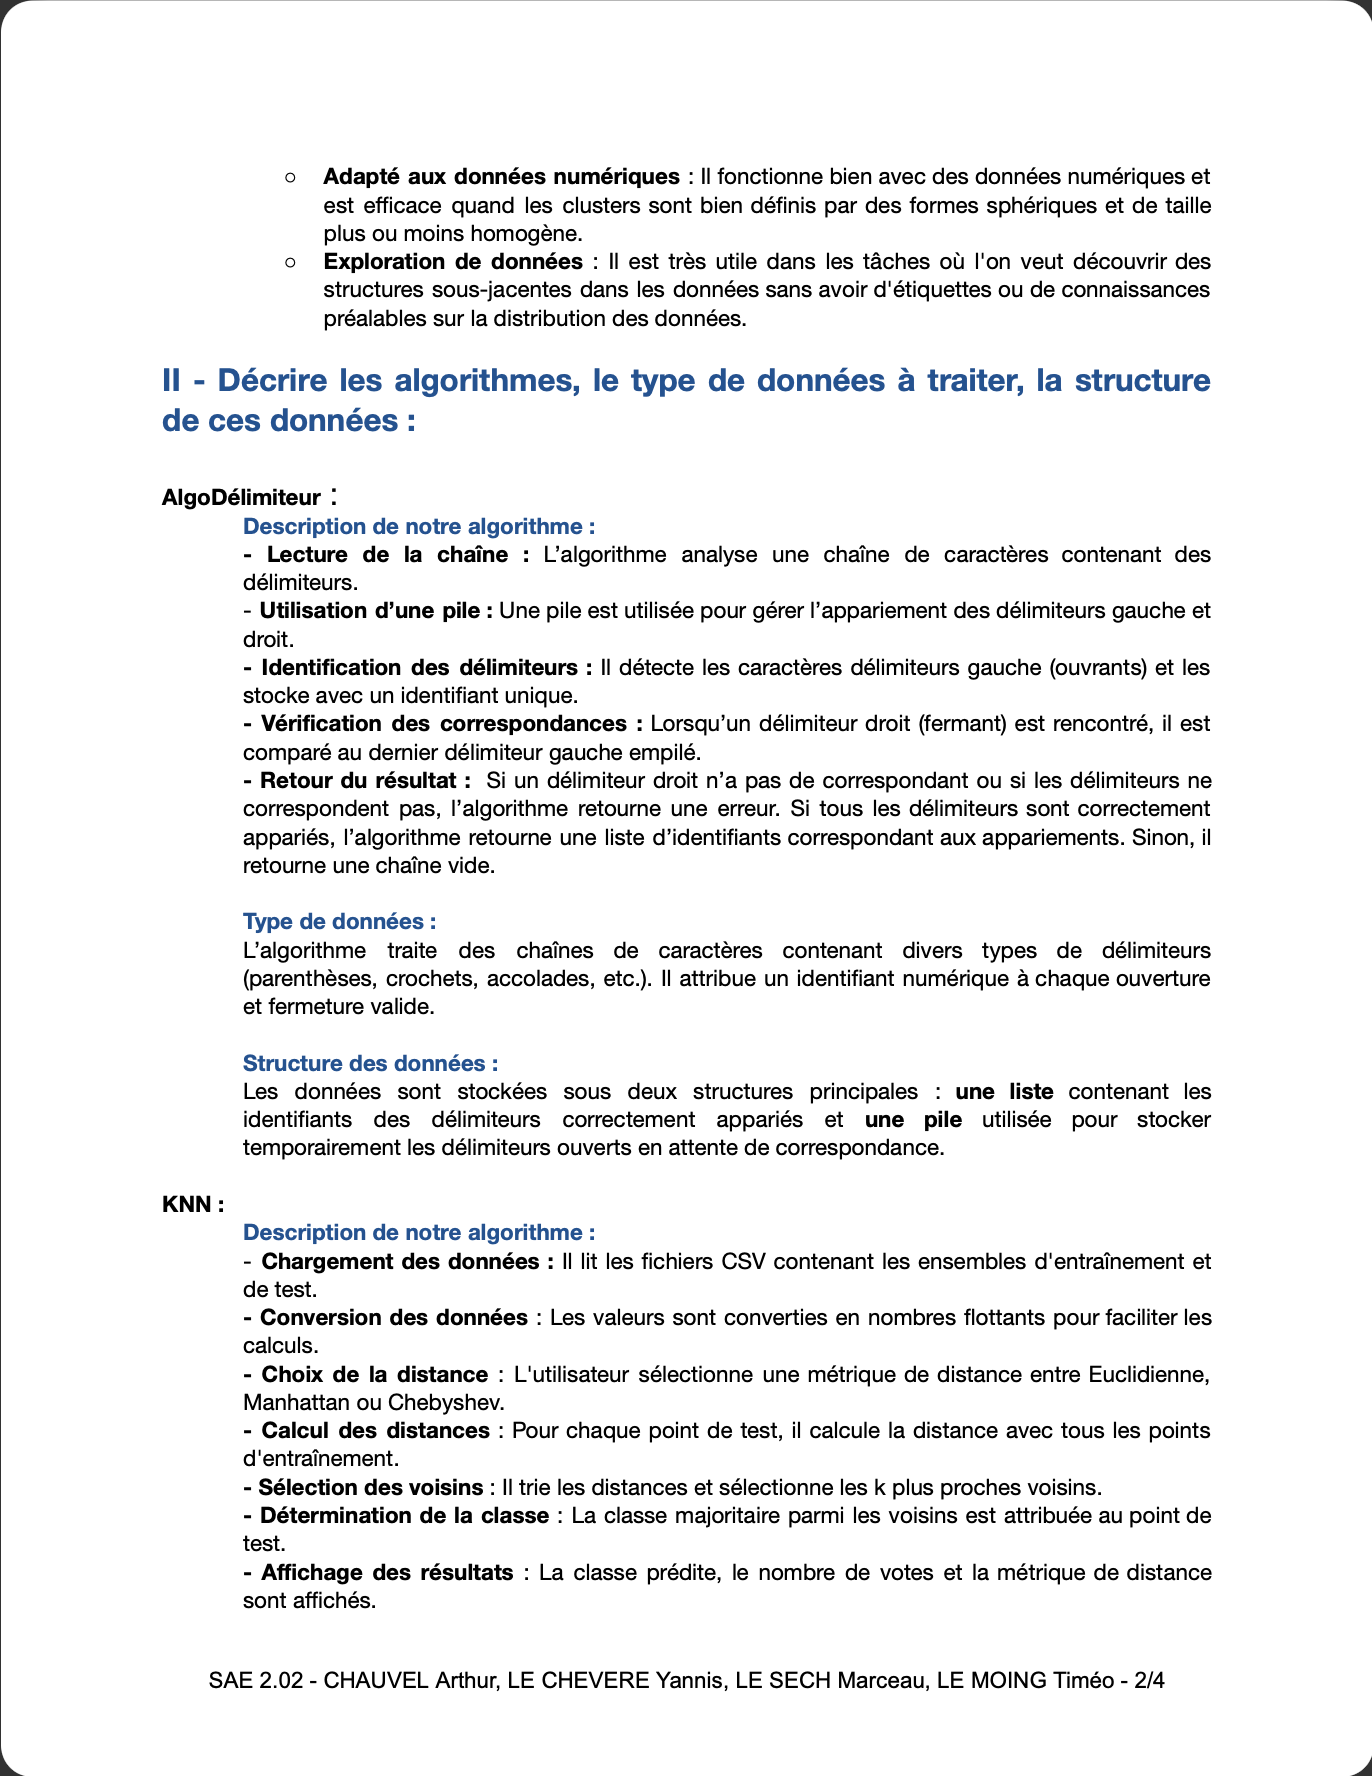 ○ Adapté aux données numériques : Il fonctionne bien avec des données numériques et
est efficace quand les clusters sont bien définis par des formes sphériques et de taille
plus ou moins homogène.
○ Exploration de données : Il est très utile dans les tâches où l'on veut découvrir des
structures sous-jacentes dans les données sans avoir d'étiquettes ou de connaissances
préalables sur la distribution des données.
II - Décrire les algorithmes, le type de données à traiter, la structure
de ces données :
AlgoDélimiteur :
Description de notre algorithme :
- Lecture de la chaîne : L’algorithme analyse une chaîne de caractères contenant des
délimiteurs.
- Utilisation d’une pile : Une pile est utilisée pour gérer l’appariement des délimiteurs gauche et
droit.
- Identification des délimiteurs : Il détecte les caractères délimiteurs gauche (ouvrants) et les
stocke avec un identifiant unique.
- Vérification des correspondances : Lorsqu’un délimiteur droit (fermant) est rencontré, il est
comparé au dernier délimiteur gauche empilé.
- Retour du résultat : Si un délimiteur droit n’a pas de correspondant ou si les délimiteurs ne
correspondent pas, l’algorithme retourne une erreur. Si tous les délimiteurs sont correctement
appariés, l’algorithme retourne une liste d’identifiants correspondant aux appariements. Sinon, il
retourne une chaîne vide.
Type de données :
L’algorithme traite des chaînes de caractères contenant divers types de délimiteurs
(parenthèses, crochets, accolades, etc.). Il attribue un identifiant numérique à chaque ouverture
et fermeture valide.
Structure des données :
Les données sont stockées sous deux structures principales : une liste contenant les
identifiants des délimiteurs correctement appariés et une pile utilisée pour stocker
temporairement les délimiteurs ouverts en attente de correspondance.
KNN :
Description de notre algorithme :
- Chargement des données : Il lit les fichiers CSV contenant les ensembles d'entraînement et
de test.
- Conversion des données : Les valeurs sont converties en nombres flottants pour faciliter les
calculs.
- Choix de la distance : L'utilisateur sélectionne une métrique de distance entre Euclidienne,
Manhattan ou Chebyshev.
- Calcul des distances : Pour chaque point de test, il calcule la distance avec tous les points
d'entraînement.
- Sélection des voisins : Il trie les distances et sélectionne les k plus proches voisins.
- Détermination de la classe : La classe majoritaire parmi les voisins est attribuée au point de
test.
- Affichage des résultats : La classe prédite, le nombre de votes et la métrique de distance
sont affichés.
SAE 2.02 - CHAUVEL Arthur, LE CHEVERE Yannis, LE SECH Marceau, LE MOING Timéo - 2/4